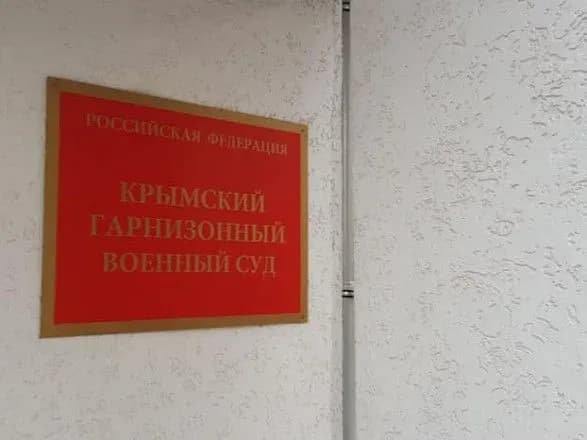 РОССИЙСКАЯ ФЕДЕРАЦИЯ
КРЫМСКИЙ
ГАРНИЗОННЫЙ
ВОЕННЫЙ СУД